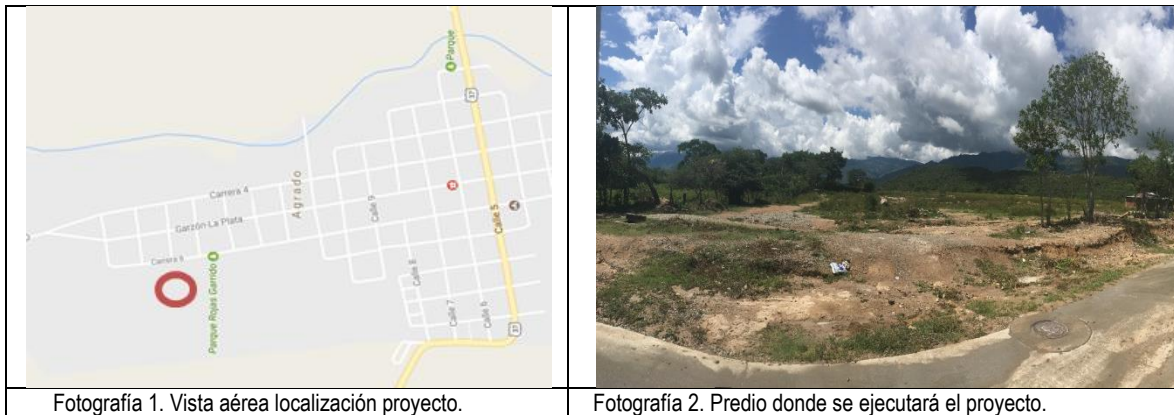 Parque
37
Carrera 4
Agrado
Calle 9
Garzón-La Plata
Calle 5
Carrera 6
Parque Rojas Garrido
Calle 8
Calle 7
Calle 6
37
Fotografía 1. Vista aérea localización proyecto.
Fotografía 2. Predio donde se ejecutará el proyecto.